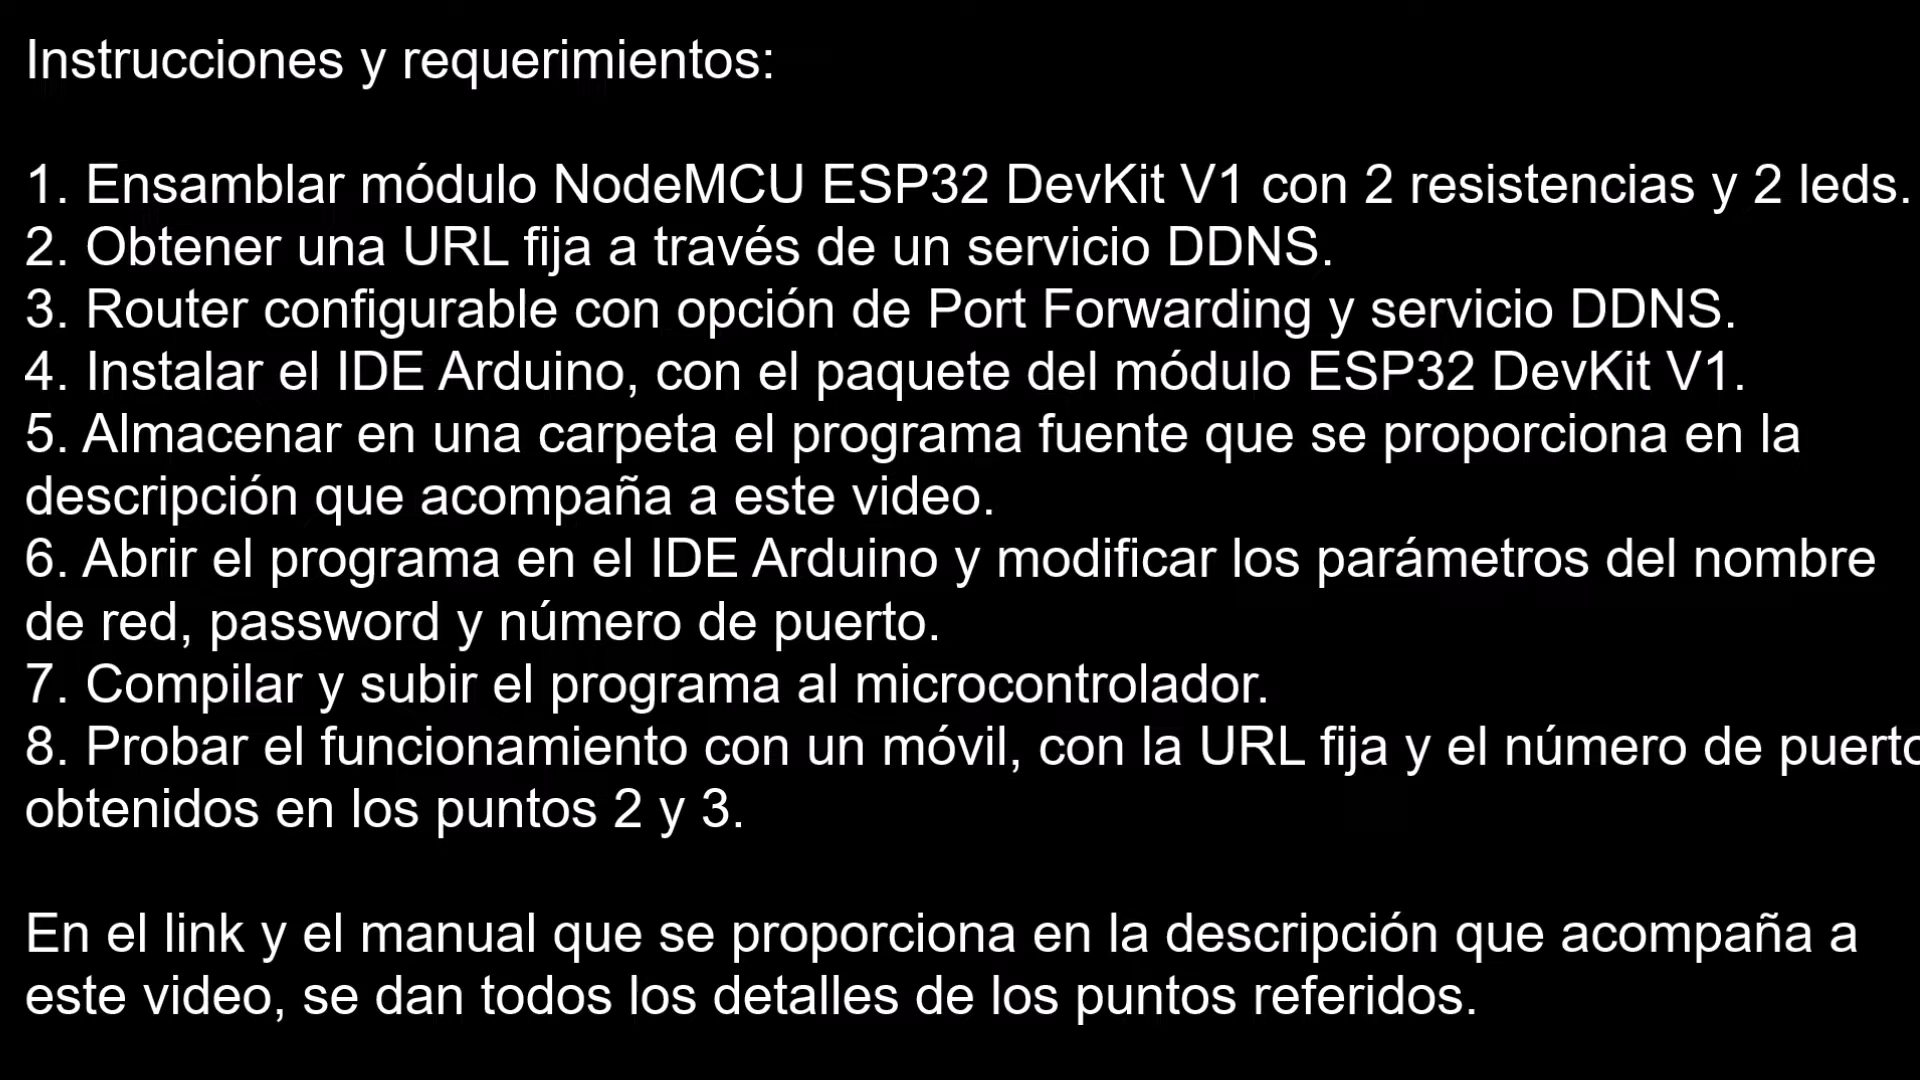 Instrucciones y requerimientos:
1. Ensamblar módulo NodeMCU ESP32 DevKit V1 con 2 resistencias y 2 leds.
2. Obtener una URL fija a través de un servicio DDNS.
3. Router configurable con opción de Port Forwarding y servicio DDNS.
4. Instalar el IDE Arduino, con el paquete del módulo ESP32 DevKit V1.
5. Almacenar en una carpeta el programa fuente que se proporciona en la
descripción que acompaña a este video.
6. Abrir el programa en el IDE Arduino y modificar los parámetros del nombre
de red, password y número de puerto.
7. Compilar y subir el programa al microcontrolador.
8. Probar el funcionamiento con un móvil, con la URL fija y el número de puerto
obtenidos en los puntos 2 y 3.
En el link y el manual que se proporciona en la descripción que acompaña a
este video, se dan todos los detalles de los puntos referidos.